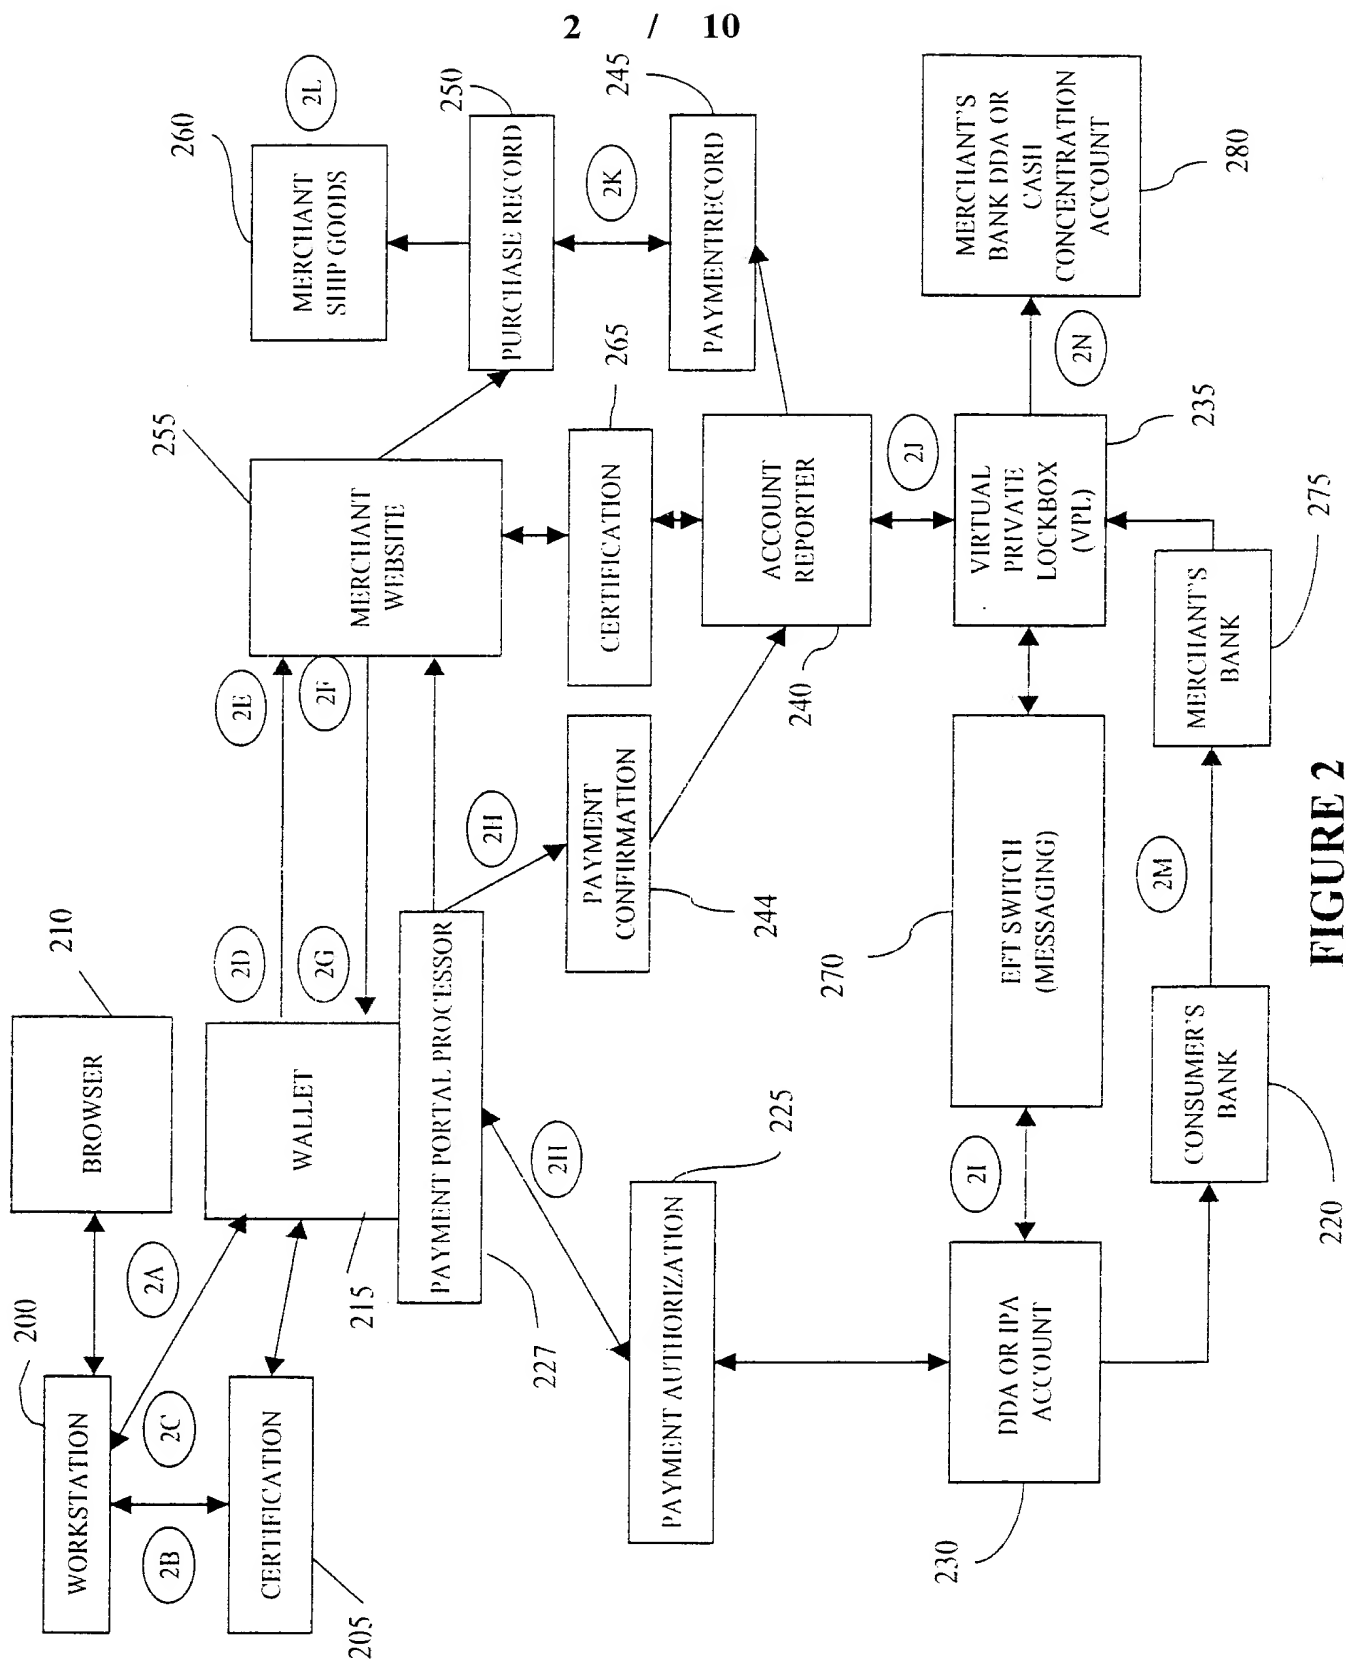 2 / 10
200
WORKSTATION
2A
BROWSER
210
2B
2C
CERTIFICATION
205
WALLET
215
2D
2E
2G
2F
MERCHANT
WEBSITE
255
MERCHANT
SHIP GOODS
260
2L
PURCHASE RECORD
250
2K
PAYMENTRECORD
245
PAYMENT PORTAL PROCESSOR
227
2H
2H
PAYMENT
CONFIRMATION
244
CERTIFICATION
265
PAYMENT AUTHORIZATION
225
ACCOUNT
REPORTER
240
2J
DDA OR IPA
ACCOUNT
230
2I
EFT SWITCH
(MESSAGING)
270
VIRTUAL
PRIVATE
LOCKBOX
(VPL)
235
2N
MERCHANT'S
BANK DDA OR
CASH
CONCENTRATION
ACCOUNT
280
CONSUMER'S
BANK
220
2M
MERCHANT'S
BANK
275
FIGURE 2